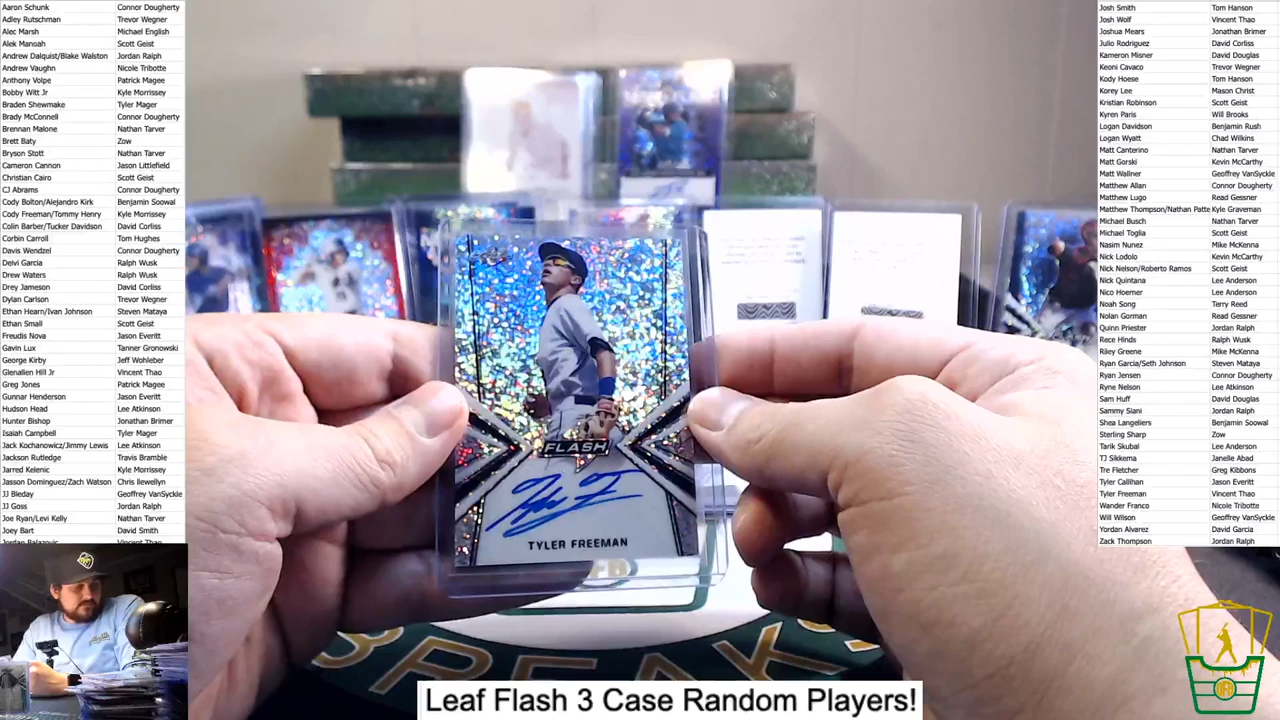 Aaron Schunk Connor Dougherty
Adley Rutschman Trevor Wegner
Alec Marsh Michael English
Alek Manoah Scott Geist
Andrew Dalquist/Blake Walston Jordan Ralph
Andrew Vaughn Nicole Tribotte
Anthony Volpe Patrick Magee
Bobby Witt Jr Kyle Morrissey
Braden Shewmake Tyler Mager
Brady McConnell Connor Dougherty
Brennan Malone Nathan Tarver
Brett Baty Zow
Bryson Stott Nathan Tarver
Cameron Cannon Jason Littlefield
Christian Cairo Scott Geist
CJ Abrams Connor Dougherty
Cody Bolton/Alejandro Kirk Benjamin Soowal
Cody Freeman/Tommy Henry Kyle Morrissey
Colin Barber/Tucker Davidson David Corliss
Corbin Carroll Tom Hughes
Davis Wendzel Connor Dougherty
Deivi Garcia Ralph Wusk
Drew Waters Ralph Wusk
Drey Jameson David Corliss
Dylan Carlson Trevor Wegner
Ethan Hearn/Ivan Johnson Steven Mataya
Ethan Small Scott Geist
Freudis Nova Jason Everitt
Gavin Lux Tanner Gronowski
George Kirby Jeff Wohleber
Glenallen Hill Jr Vincent Thao
Greg Jones Patrick Magee
Gunnar Henderson Jason Everitt
Hudson Head Lee Atkinson
Hunter Bishop Jonathan Brimer
Isaiah Campbell Tyler Mager
Jack Kochanowicz/Jimmy Lewis Lee Atkinson
Jackson Rutledge Travis Bramble
Jarred Kelenic Kyle Morrissey
Jasson Dominguez/Zach Watson Chris llewellyn
JJ Bleday Geoffrey VanSyckle
JJ Goss Jordan Ralph
Joe Ryan/Levi Kelly Nathan Tarver
Joey Bart David Smith
Jordan Balazovic Vincent Thao
FLASH
TYLER FREEMAN
BREAKS
Leaf Flash 3 Case Random Players!
Josh Smith Tom Hanson
Josh Wolf Vincent Thao
Joshua Mears Jonathan Brimer
Julio Rodriguez David Corliss
Kameron Misner David Douglas
Keoni Cavaco Trevor Wegner
Kody Hoese Tom Hanson
Korey Lee Mason Christ
Kristian Robinson Scott Geist
Kyren Paris Will Brooks
Logan Davidson Benjamin Rush
Logan Wyatt Chad Wilkins
Matt Canterino Nathan Tarver
Matt Gorski Kevin McCarthy
Matt Wallner Geoffrey VanSyckle
Matthew Allan Connor Dougherty
Matthew Lugo Read Gessner
Matthew Thompson/Nathan Patte Kyle Graveman
Michael Busch Nathan Tarver
Michael Toglia Scott Geist
Nasim Nunez Mike McKenna
Nick Lodolo Kevin McCarthy
Nick Nelson/Roberto Ramos Scott Geist
Nick Quintana Lee Anderson
Nico Hoerner Lee Anderson
Noah Song Terry Reed
Nolan Gorman Read Gessner
Quinn Priester Jordan Ralph
Rece Hinds Ralph Wusk
Riley Greene Mike McKenna
Ryan Garcia/Seth Johnson Steven Mataya
Ryan Jensen Connor Dougherty
Ryne Nelson Lee Atkinson
Sam Huff David Douglas
Sammy Siani Jordan Ralph
Shea Langeliers Benjamin Soowal
Sterling Sharp Zow
Tarik Skubal Lee Anderson
TJ Sikkema Janelle Abad
Tre Fletcher Greg Kibbons
Tyler Callihan Jason Everitt
Tyler Freeman Vincent Thao
Wander Franco Nicole Tribotte
Will Wilson Geoffrey VanSyckle
Yordan Alvarez David Garcia
Zack Thompson Jordan Ralph